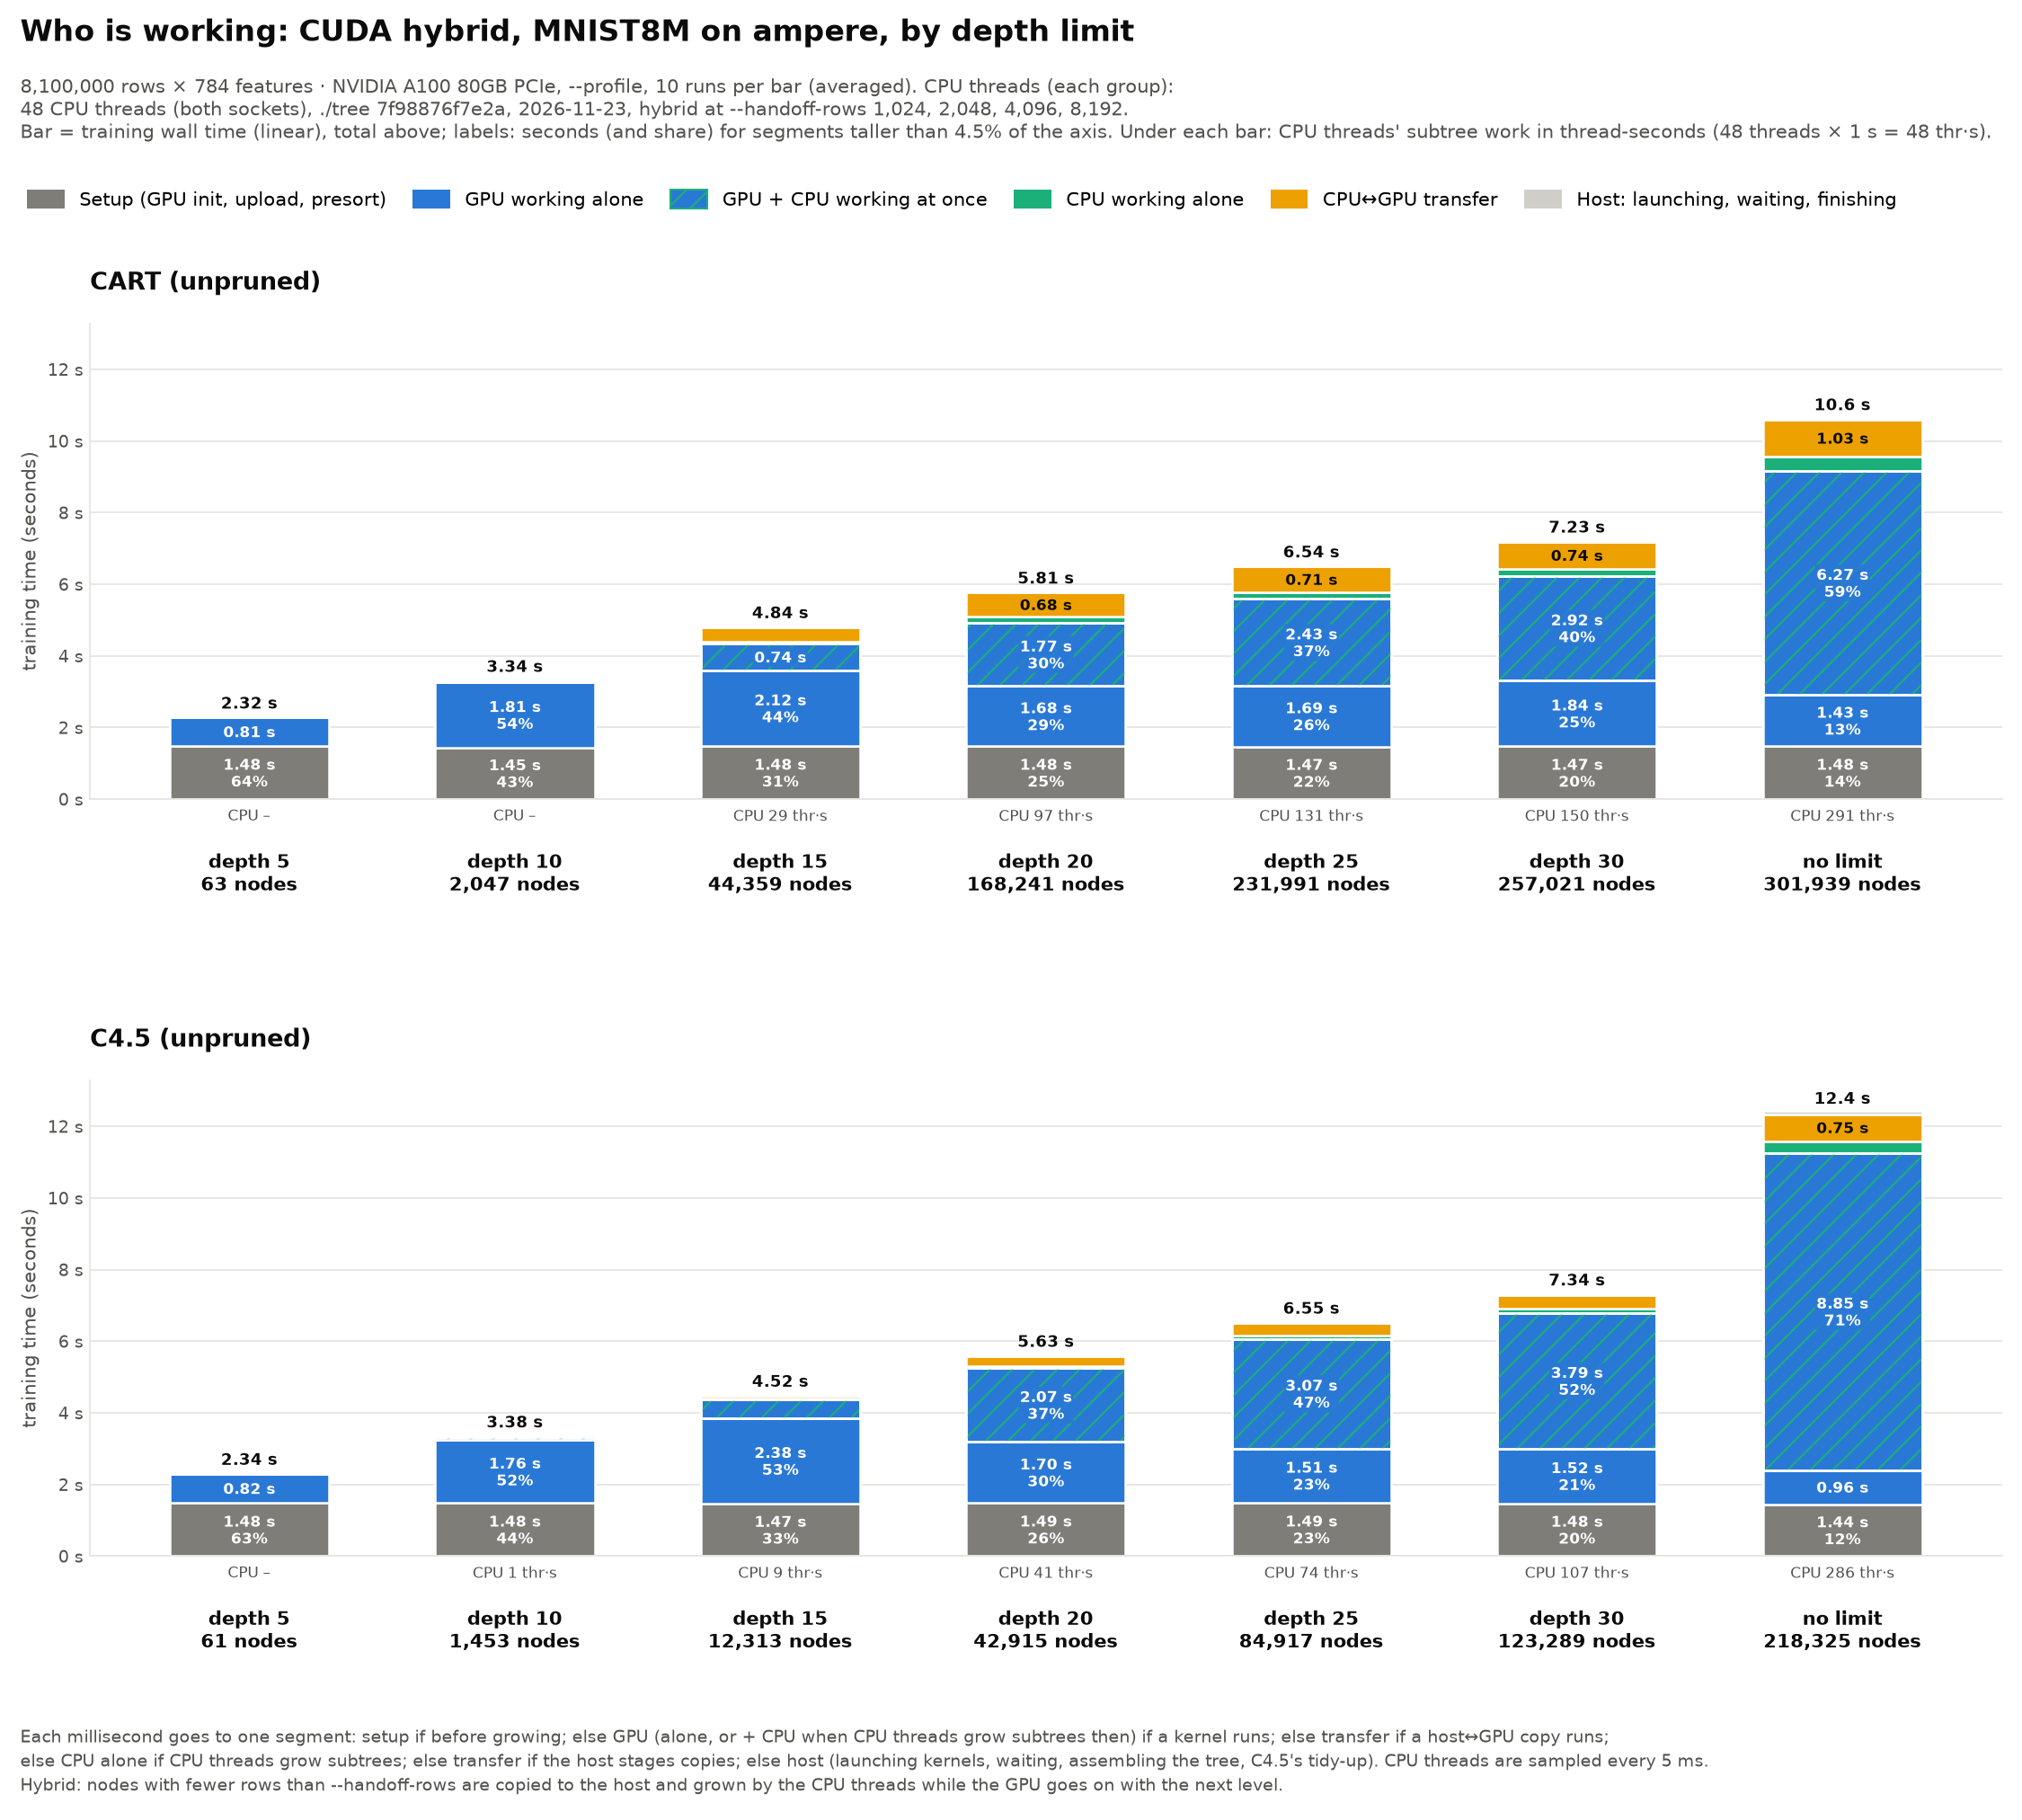 Who is working: CUDA hybrid, MNIST8M on ampere, by depth limit
8,100,000 rows × 784 features · NVIDIA A100 80GB PCIe, --profile, 10 runs per bar (averaged). CPU threads (each group):
48 CPU threads (both sockets), ./tree 7f98876f7e2a, 2026-11-23, hybrid at --handoff-rows 1,024, 2,048, 4,096, 8,192.
Bar = training wall time (linear), total above; labels: seconds (and share) for segments taller than 4.5% of the axis. Under each bar: CPU threads' subtree work in thread-seconds (48 threads × 1 s = 48 thr·s).
Setup (GPU init, upload, presort) GPU working alone GPU + CPU working at once CPU working alone CPU↔GPU transfer Host: launching, waiting, finishing
CART (unpruned)
training time (seconds)
12 s
10 s
8 s
6 s
4 s
2 s
0 s
2.32 s
0.81 s
1.48 s
64%
CPU –
depth 5
63 nodes
3.34 s
1.81 s
54%
1.45 s
43%
CPU –
depth 10
2,047 nodes
4.84 s
0.74 s
2.12 s
44%
1.48 s
31%
CPU 29 thr·s
depth 15
44,359 nodes
5.81 s
0.68 s
1.77 s
30%
1.68 s
29%
1.48 s
25%
CPU 97 thr·s
depth 20
168,241 nodes
6.54 s
0.71 s
2.43 s
37%
1.69 s
26%
1.47 s
22%
CPU 131 thr·s
depth 25
231,991 nodes
7.23 s
0.74 s
2.92 s
40%
1.84 s
25%
1.47 s
20%
CPU 150 thr·s
depth 30
257,021 nodes
10.6 s
1.03 s
6.27 s
59%
1.43 s
13%
1.48 s
14%
CPU 291 thr·s
no limit
301,939 nodes
C4.5 (unpruned)
training time (seconds)
12 s
10 s
8 s
6 s
4 s
2 s
0 s
2.34 s
0.82 s
1.48 s
63%
CPU –
depth 5
61 nodes
3.38 s
1.76 s
52%
1.48 s
44%
CPU 1 thr·s
depth 10
1,453 nodes
4.52 s
2.38 s
53%
1.47 s
33%
CPU 9 thr·s
depth 15
12,313 nodes
5.63 s
2.07 s
37%
1.70 s
30%
1.49 s
26%
CPU 41 thr·s
depth 20
42,915 nodes
6.55 s
3.07 s
47%
1.51 s
23%
1.49 s
23%
CPU 74 thr·s
depth 25
84,917 nodes
7.34 s
3.79 s
52%
1.52 s
21%
1.48 s
20%
CPU 107 thr·s
depth 30
123,289 nodes
12.4 s
0.75 s
8.85 s
71%
0.96 s
1.44 s
12%
CPU 286 thr·s
no limit
218,325 nodes
Each millisecond goes to one segment: setup if before growing; else GPU (alone, or + CPU when CPU threads grow subtrees then) if a kernel runs; else transfer if a host↔GPU copy runs;
else CPU alone if CPU threads grow subtrees; else transfer if the host stages copies; else host (launching kernels, waiting, assembling the tree, C4.5's tidy-up). CPU threads are sampled every 5 ms.
Hybrid: nodes with fewer rows than --handoff-rows are copied to the host and grown by the CPU threads while the GPU goes on with the next level.